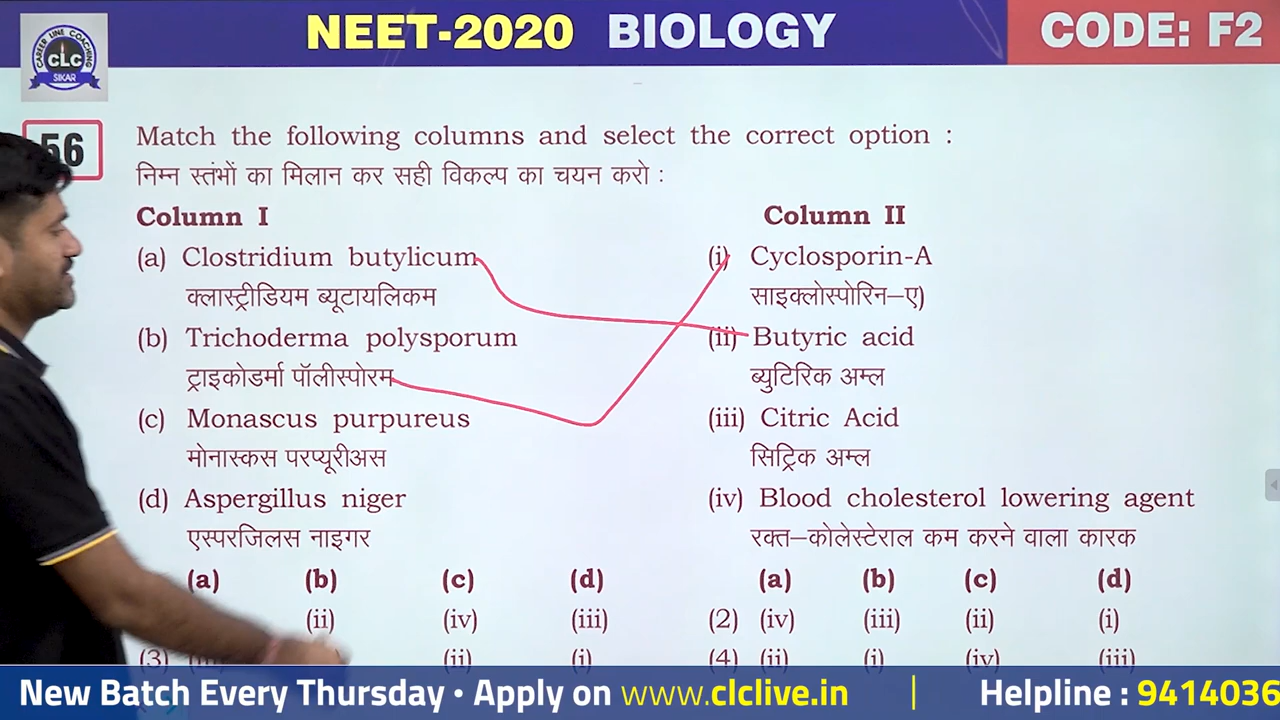 NEET-2020 BIOLOGY CODE: F2
CAREER LINE COACHING
CLC
SIKAR
56
Match the following columns and select the correct option :
निम्न स्तंभों का मिलान कर सही विकल्प का चयन करो :
Column I Column II
(a) Clostridium butylicum (i) Cyclosporin-A
क्लास्ट्रीडियम ब्यूटायलिकम साइक्लोस्पोरिन–ए)
(b) Trichoderma polysporum (ii) Butyric acid
ट्राइकोडर्मा पॉलीस्पोरम ब्युटिरिक अम्ल
(c) Monascus purpureus (iii) Citric Acid
मोनास्कस परप्यूरीअस सिट्रिक अम्ल
(d) Aspergillus niger (iv) Blood cholesterol lowering agent
एस्परजिलस नाइगर रक्त–कोलेस्टेराल कम करने वाला कारक
(a) (b) (c) (d) (a) (b) (c) (d)
(ii) (iv) (iii) (2) (iv) (iii) (ii) (i)
(3) (ii) (i) (4) (ii) (i) (iv) (iii)
New Batch Every Thursday • Apply on www.clclive.in | Helpline : 9414036